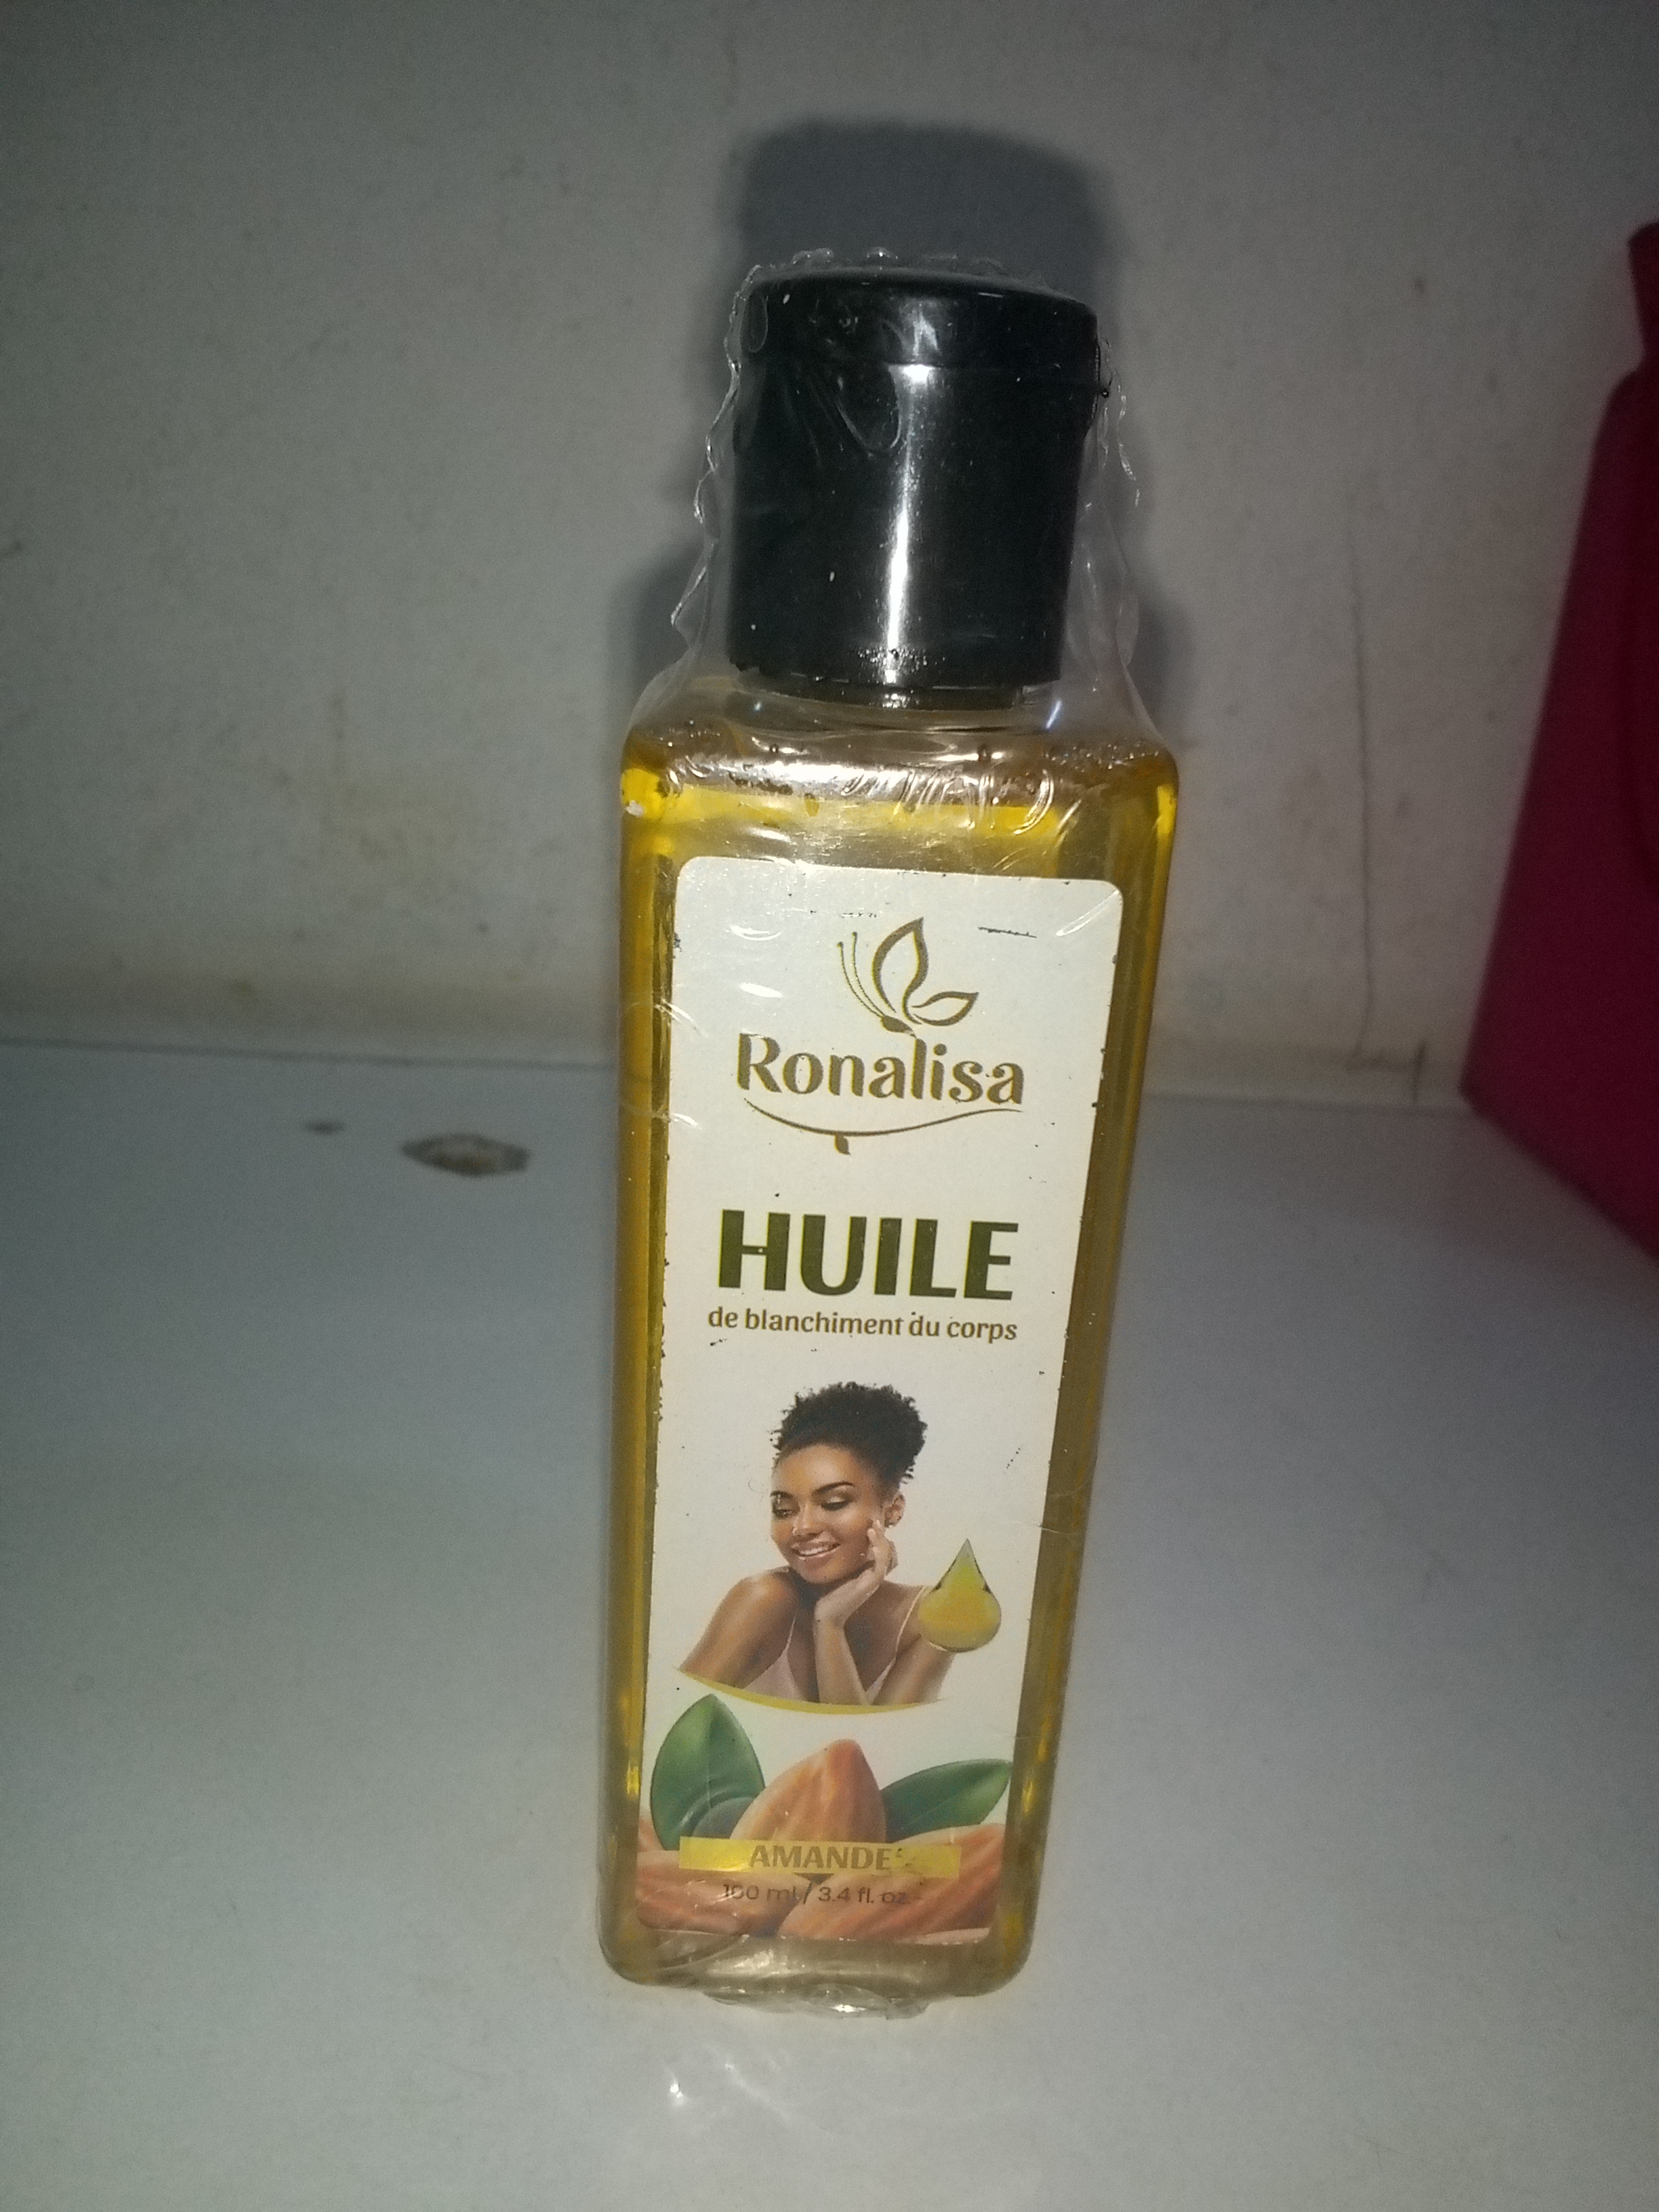 Ronalisa
HUILE
de blanchiment du corps
AMANDES
100 ml / 3.4 fl. oz